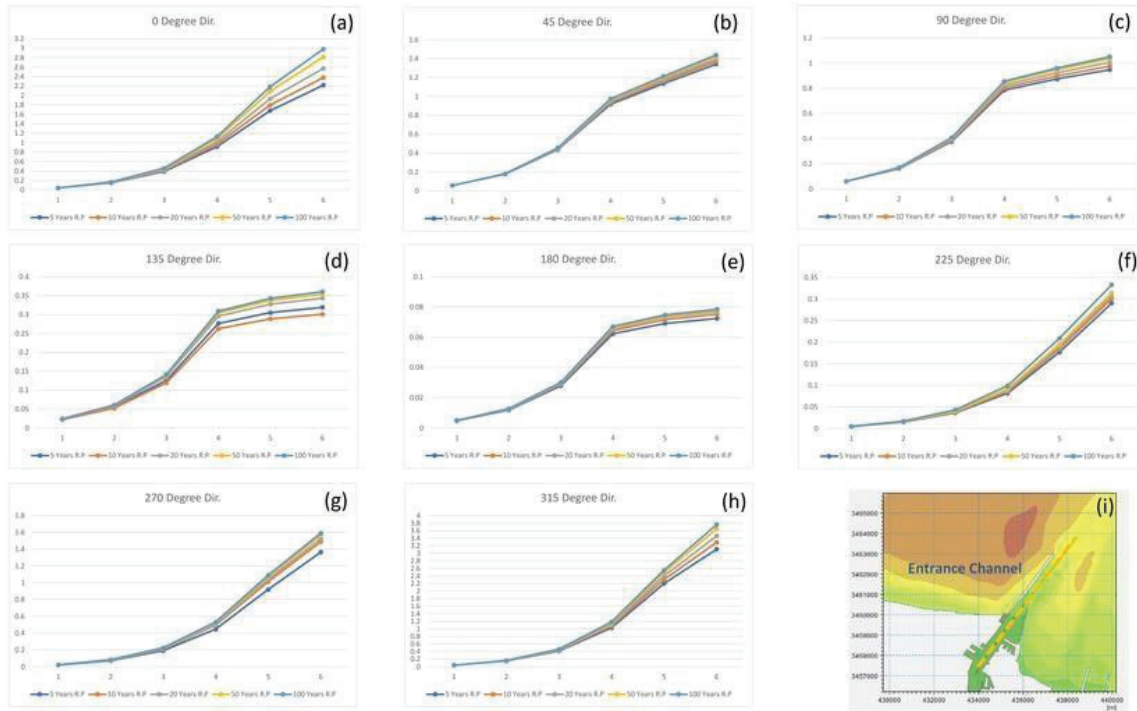 0 Degree Dir.
(a)
3.2
3
2.8
2.6
2.4
2.2
2
1.8
1.6
1.4
1.2
1
0.8
0.6
0.4
0.2
0
1 2 3 4 5 6
5 Years R.P 10 Years R.P 20 Years R.P 50 Years R.P 100 Years R.P
45 Degree Dir.
(b)
1.6
1.4
1.2
1
0.8
0.6
0.4
0.2
0
1 2 3 4 5 6
5 Years R.P 10 Years R.P 20 Years R.P 50 Years R.P 100 Years R.P
90 Degree Dir.
(c)
1.2
1
0.8
0.6
0.4
0.2
0
1 2 3 4 5 6
5 Years R.P 10 Years R.P 20 Years R.P 50 Years R.P 100 Years R.P
135 Degree Dir.
(d)
0.4
0.35
0.3
0.25
0.2
0.15
0.1
0.05
0
1 2 3 4 5 6
5 Years R.P 10 Years R.P 20 Years R.P 50 Years R.P 100 Years R.P
180 Degree Dir.
(e)
0.1
0.08
0.06
0.04
0.02
0
1 2 3 4 5 6
5 Years R.P 10 Years R.P 20 Years R.P 50 Years R.P 100 Years R.P
225 Degree Dir.
(f)
0.35
0.3
0.25
0.2
0.15
0.1
0.05
0
1 2 3 4 5 6
5 Years R.P 10 Years R.P 20 Years R.P 50 Years R.P 100 Years R.P
270 Degree Dir.
(g)
1.8
1.6
1.4
1.2
1
0.8
0.6
0.4
0.2
0
1 2 3 4 5 6
5 Years R.P 10 Years R.P 20 Years R.P 50 Years R.P 100 Years R.P
315 Degree Dir.
(h)
4
3.8
3.6
3.4
3.2
3
2.8
2.6
2.4
2.2
2
1.8
1.6
1.4
1.2
1
0.8
0.6
0.4
0.2
0
1 2 3 4 5 6
5 Years R.P 10 Years R.P 20 Years R.P 50 Years R.P 100 Years R.P
(i)
Entrance Channel
430000 432000 434000 436000 438000 440000
[m]